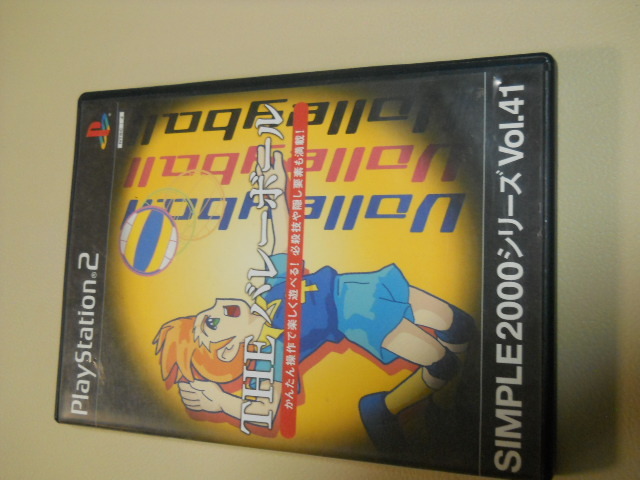 PlayStation®2
Volleyball
Volleyball
Volleyball
THE バレーボール
かんたん操作で楽しく遊べる!必殺技や隠し要素も満載!
SIMPLE2000シリーズ Vol.41